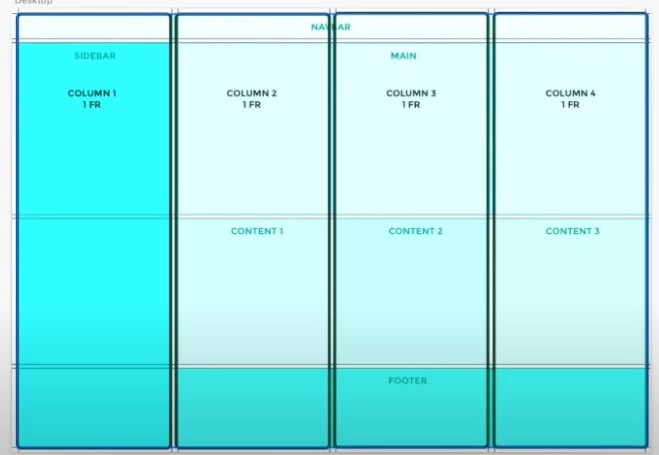 Desktop
NAVBAR
SIDEBAR
MAIN
COLUMN 1
1 FR
COLUMN 2
1 FR
COLUMN 3
1 FR
COLUMN 4
1 FR
CONTENT 1
CONTENT 2
CONTENT 3
FOOTER